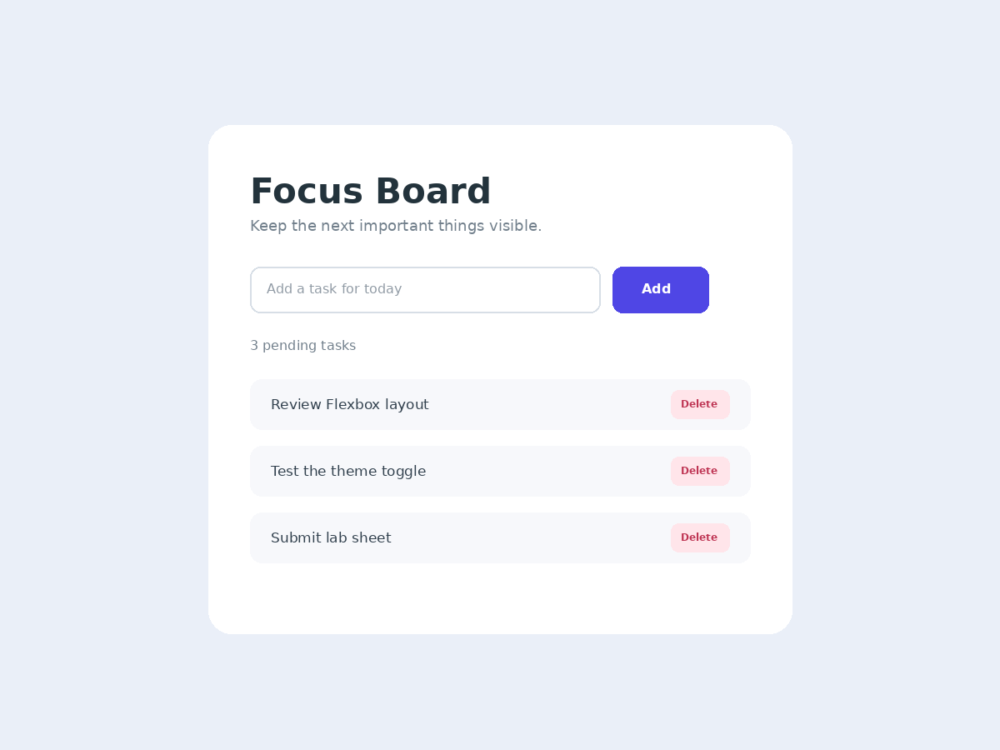 Focus Board
Keep the next important things visible.
Add a task for today
Add
3 pending tasks
Review Flexbox layout
Delete
Test the theme toggle
Delete
Submit lab sheet
Delete